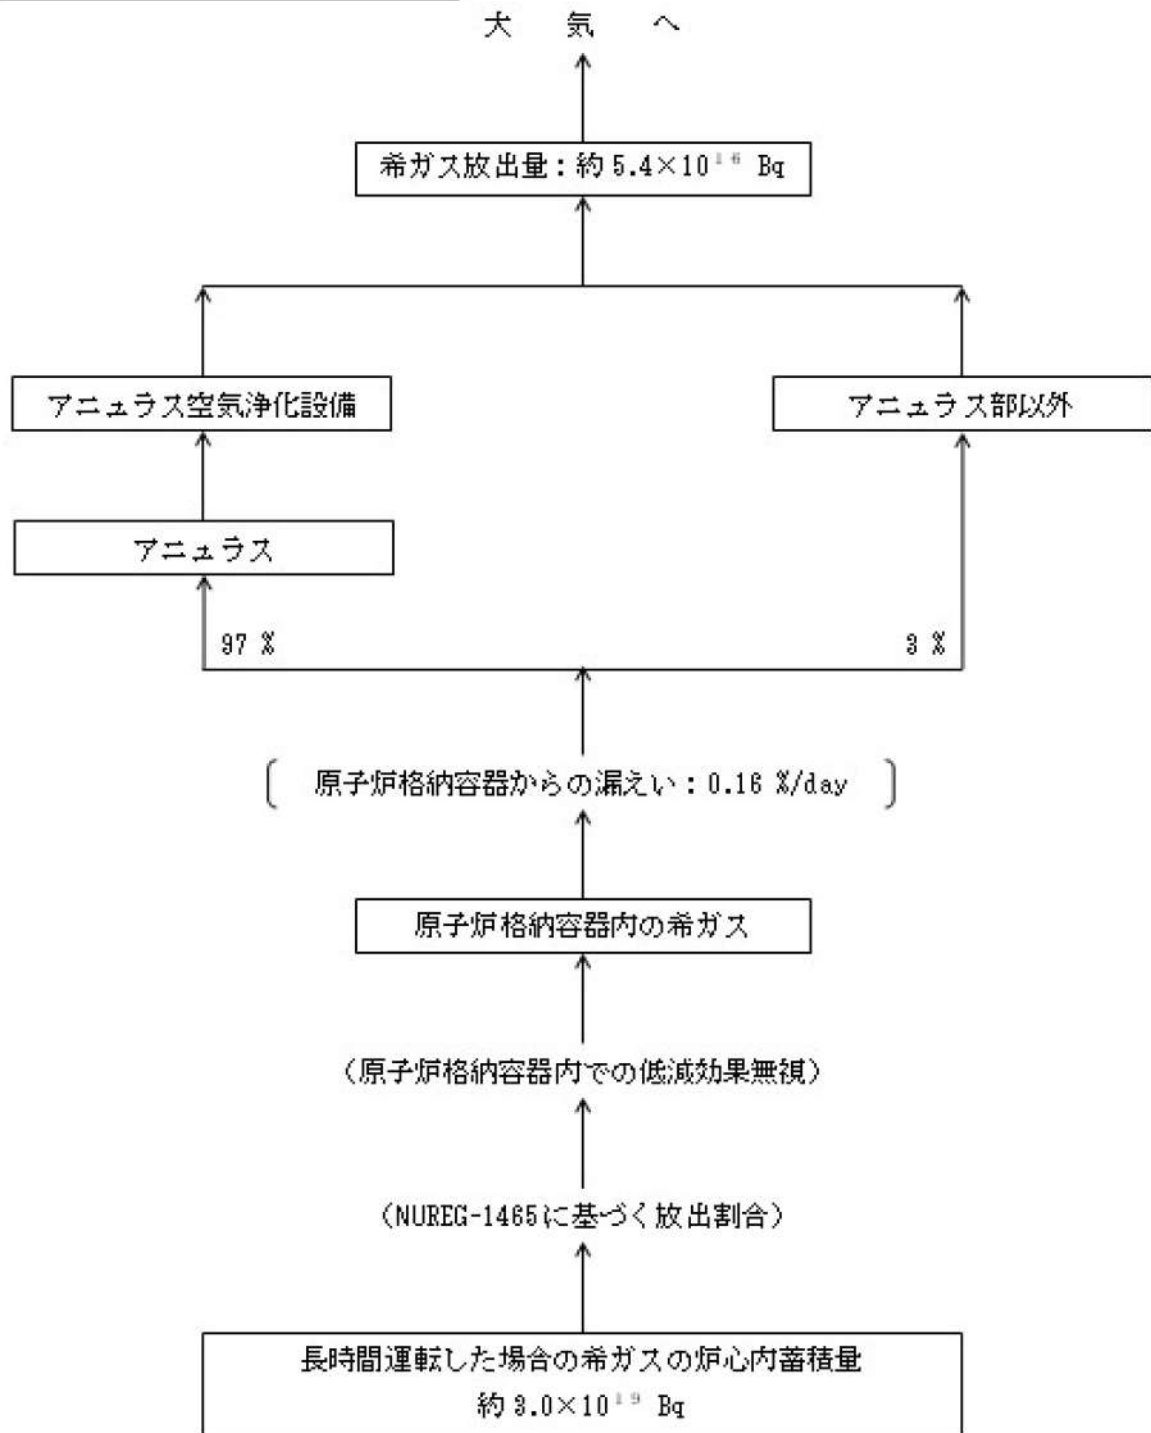 大気へ
希ガス放出量：約5.4×10¹⁶ Bq
アニュラス空気浄化設備
アニュラス部以外
アニュラス
97 %
3 %
〔 原子炉格納容器からの漏えい：0.16 %/day 〕
原子炉格納容器内の希ガス
（原子炉格納容器内での低減効果無視）
（NUREG-1465に基づく放出割合）
長時間運転した場合の希ガスの炉心内蓄積量
約3.0×10¹⁹ Bq